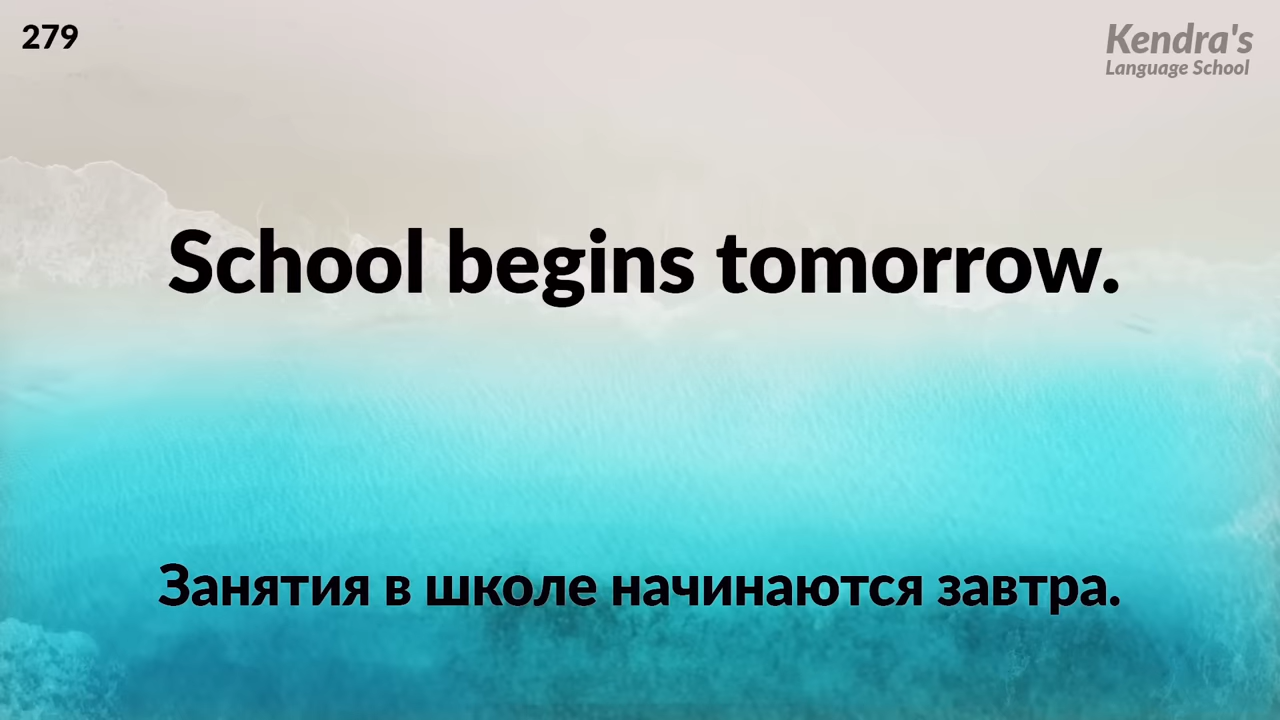 279
Kendra's
Language School
School begins tomorrow.
Занятия в школе начинаются завтра.